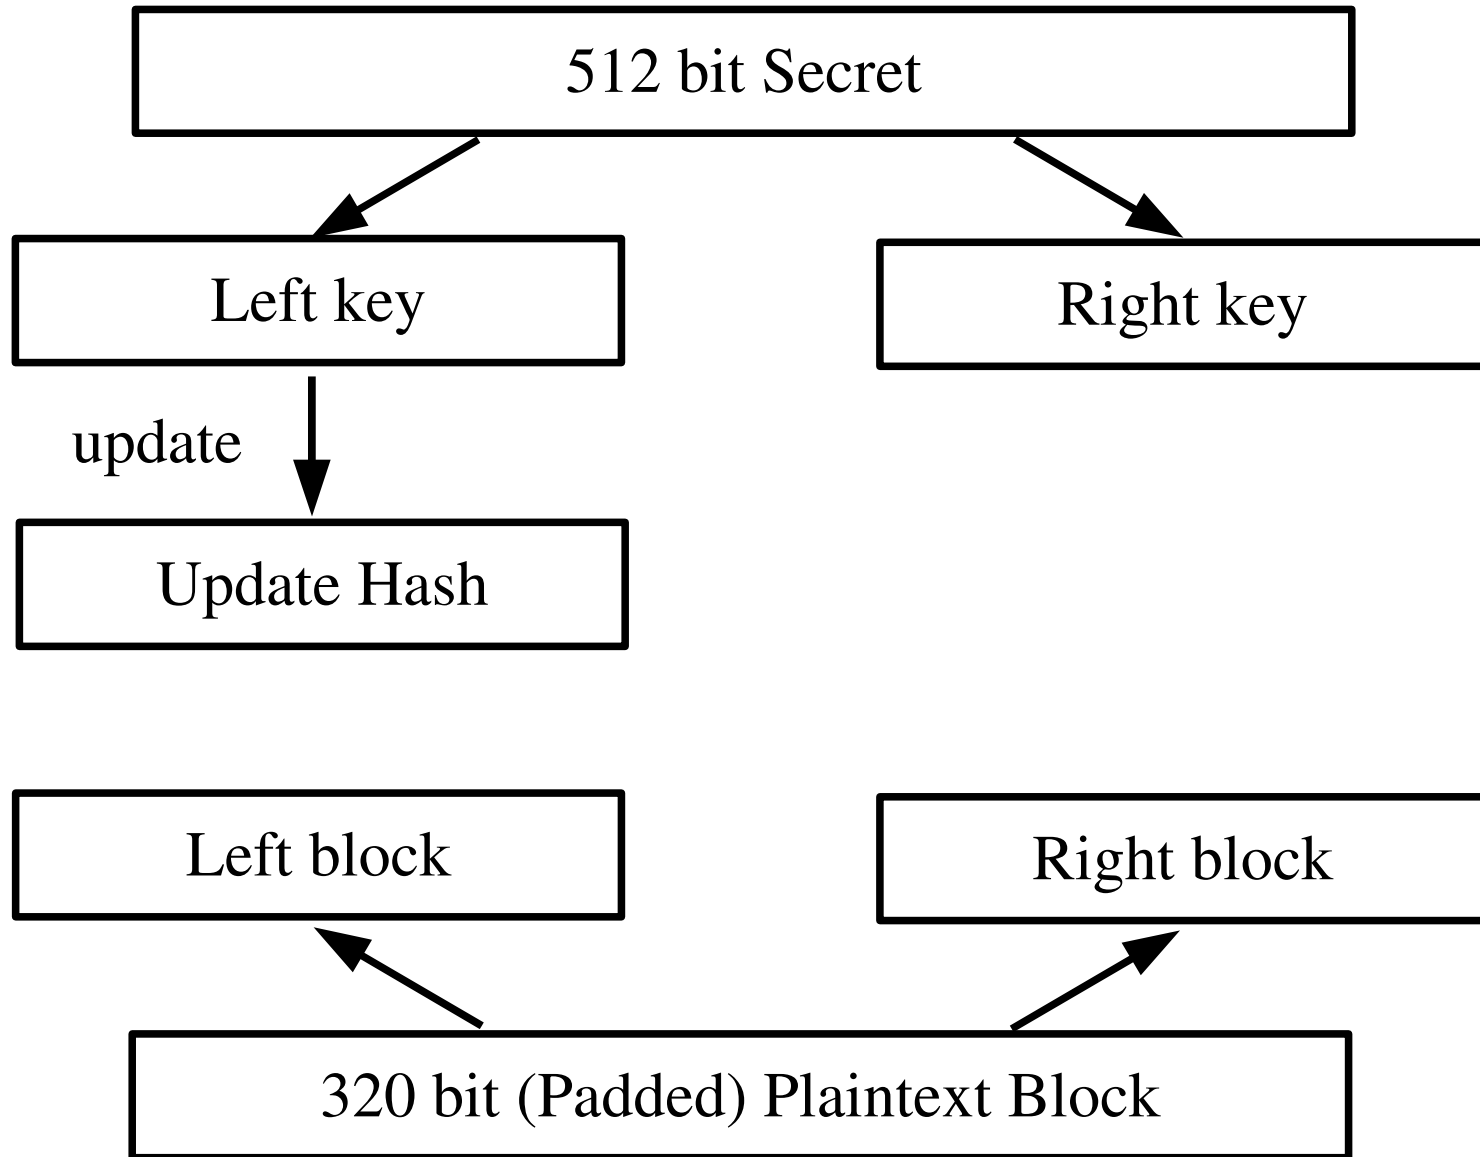 512 bit Secret
Left key
Right key
update
Update Hash
Left block
Right block
320 bit (Padded) Plaintext Block